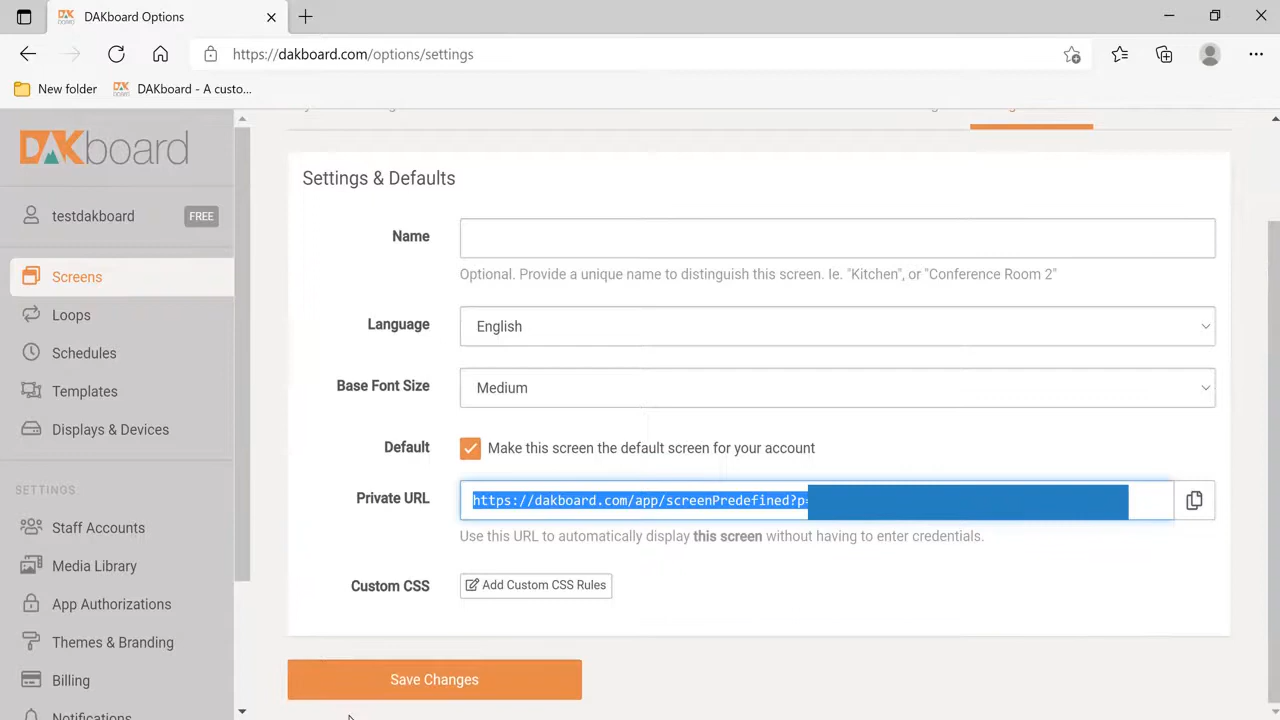 DAKboard Options
https://dakboard.com/options/settings
New folder
DAKboard - A custo...
DAKboard
testdakboard
FREE
Screens
Loops
Schedules
Templates
Displays & Devices
SETTINGS
Staff Accounts
Media Library
App Authorizations
Themes & Branding
Billing
Notifications
Settings & Defaults
Name
Optional. Provide a unique name to distinguish this screen. Ie. "Kitchen", or "Conference Room 2"
Language
English
Base Font Size
Medium
Default
Make this screen the default screen for your account
Private URL
https://dakboard.com/app/screenPredefined?p=
Use this URL to automatically display this screen without having to enter credentials.
Custom CSS
Add Custom CSS Rules
Save Changes